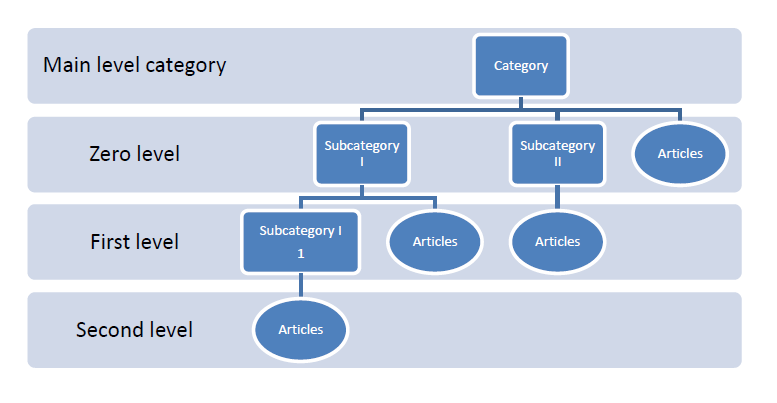 Main level category
Category
Zero level
Subcategory
I
Subcategory
II
Articles
First level
Subcategory I
1
Articles
Articles
Second level
Articles